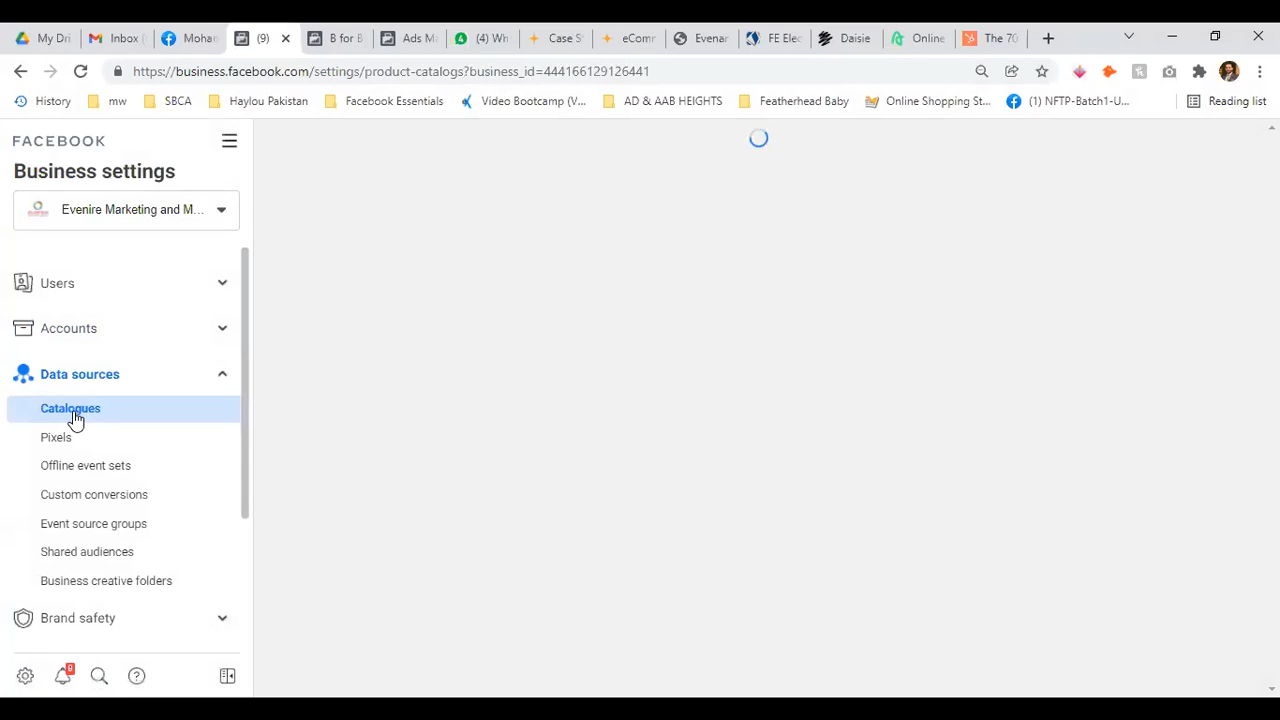 My Dri
Inbox (
Moha
(9)
B for B
Ads M
(4) Wh
Case S
eComr
Evenar
FE Elec
Daisie
Online
The 70
https://business.facebook.com/settings/product-catalogs?business_id=444166129126441
History
mw
SBCA
Haylou Pakistan
Facebook Essentials
Video Bootcamp (V...
AD & AAB HEIGHTS
Featherhead Baby
Online Shopping St...
(1) NFTP-Batch1-U...
Reading list
FACEBOOK
Business settings
Evenire Marketing and M...
Users
Accounts
Data sources
Catalogues
Pixels
Offline event sets
Custom conversions
Event source groups
Shared audiences
Business creative folders
Brand safety
9